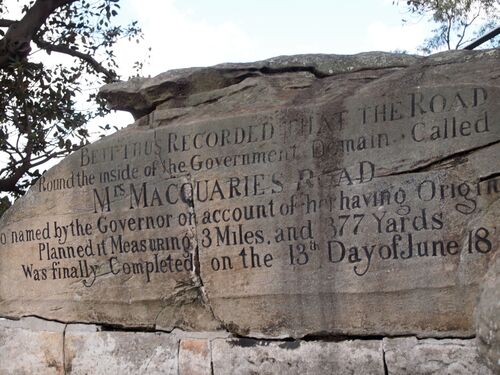 BE IT THUS RECORDED THAT THE ROAD
Round the inside of the Government Domain Called
MRS MACQUARIES ROAD
o named by the Governor on account of her having Origin
Planned it Measuring 3 Miles, and 377 Yards
Was finally Completed on the 13th Day of June 18